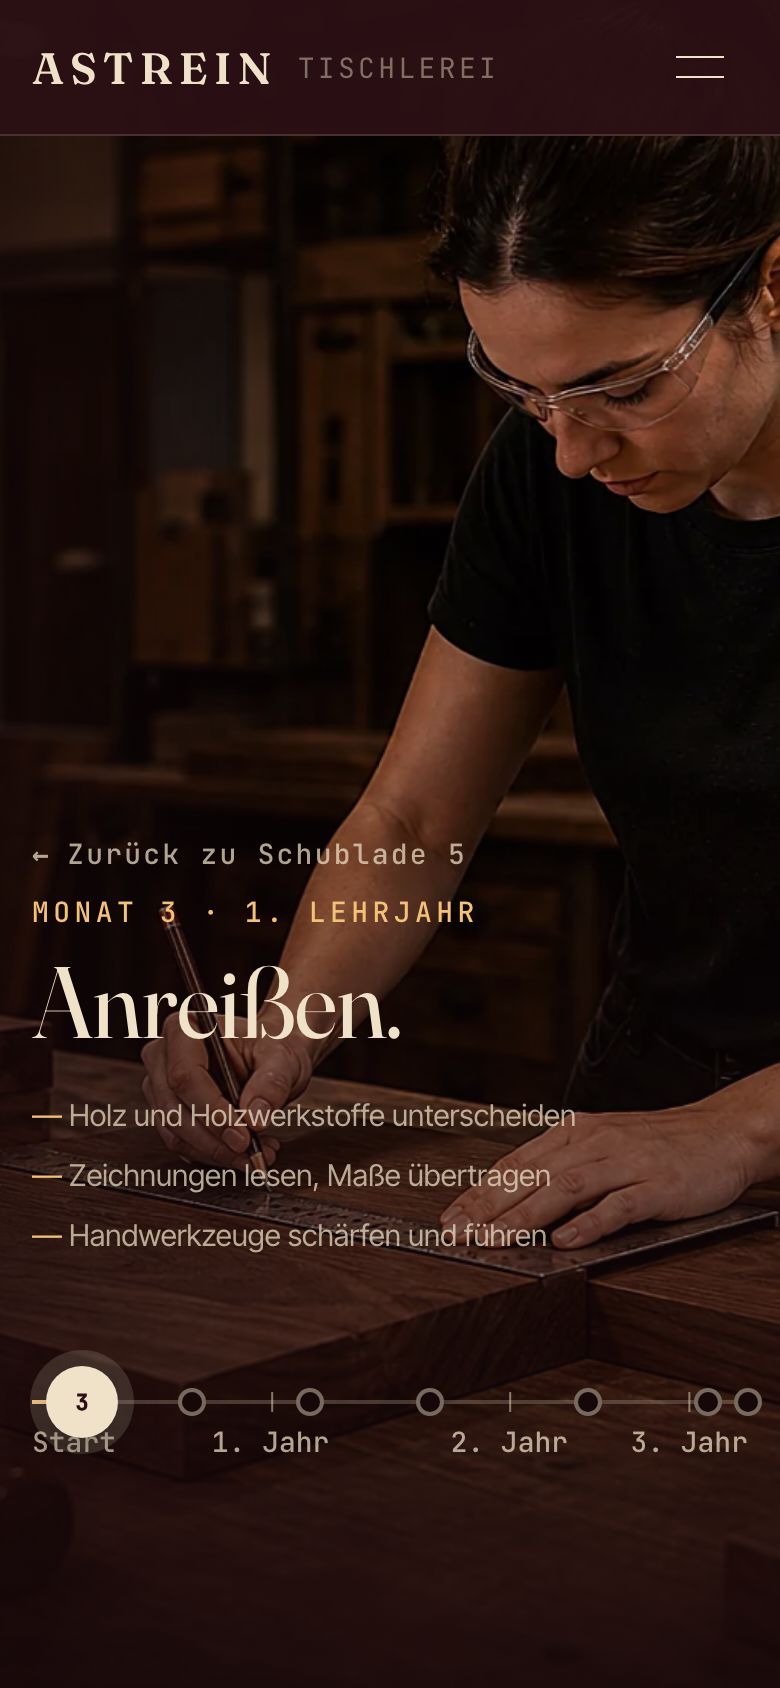 ASTREIN TISCHLEREI
← Zurück zu Schublade 5
MONAT 3 · 1. LEHRJAHR
Anreißen.
— Holz und Holzwerkstoffe unterscheiden
— Zeichnungen lesen, Maße übertragen
— Handwerkzeuge schärfen und führen
3
Start 1. Jahr 2. Jahr 3. Jahr